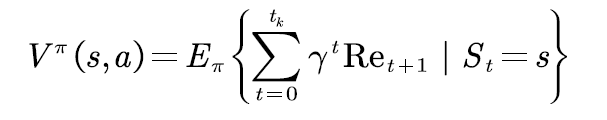 V^π(s,a)=E_π{∑_{t=0}^{t_k} γ^t Re_{t+1} | S_t=s}